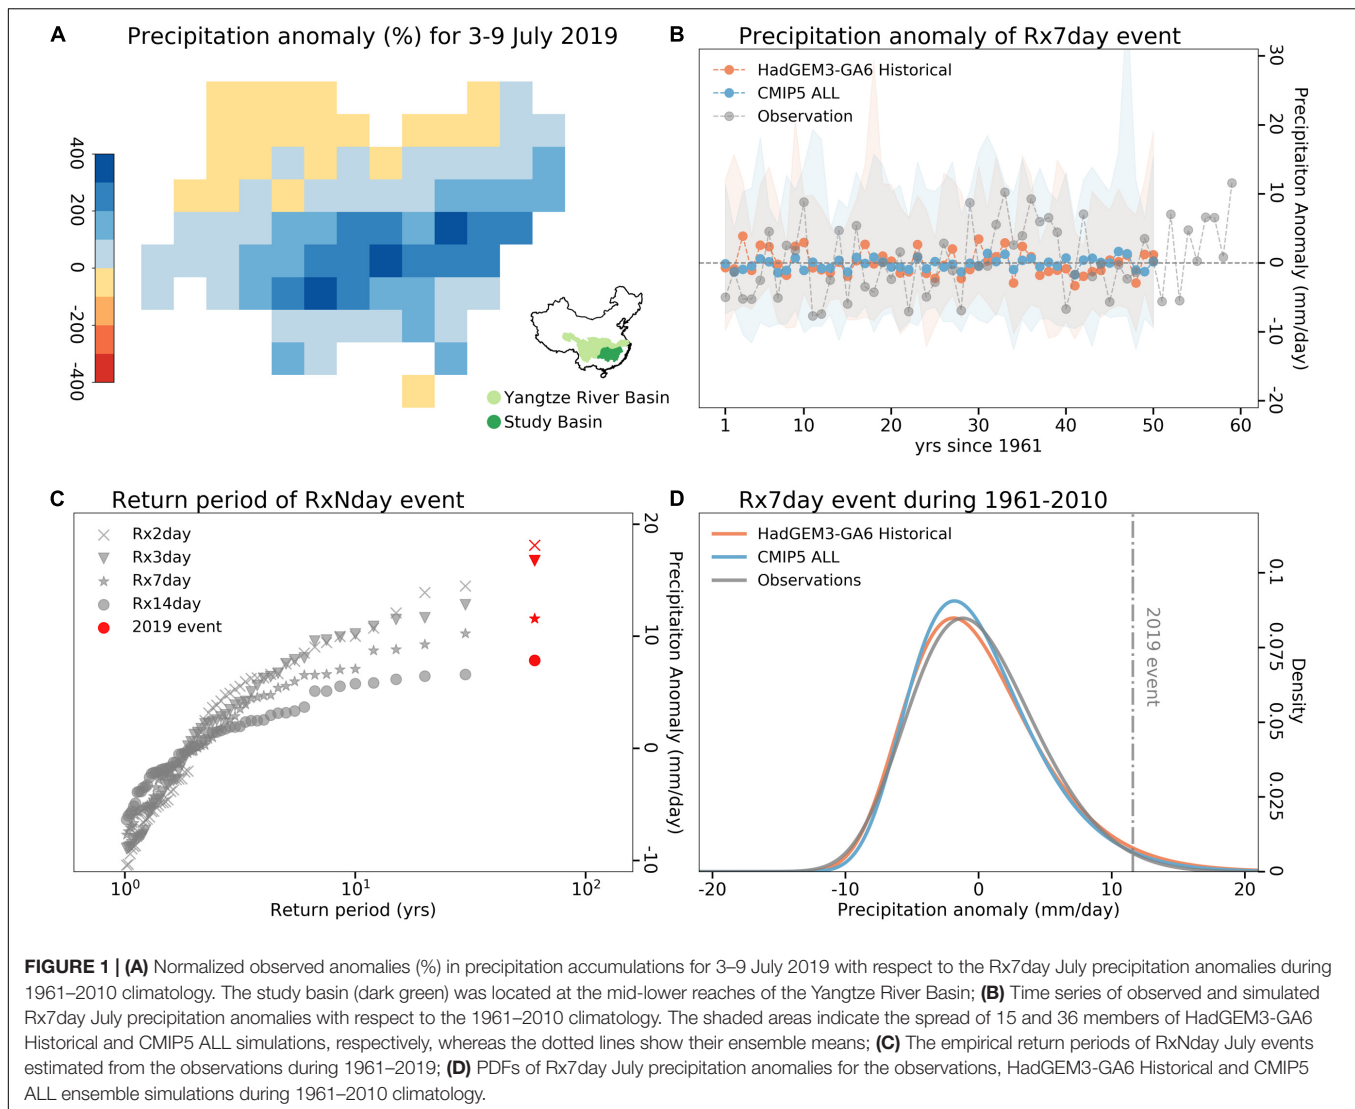 A
Precipitation anomaly (%) for 3-9 July 2019
400
200
0
-200
-400
Yangtze River Basin
Study Basin
B
Precipitation anomaly of Rx7day event
HadGEM3-GA6 Historical
CMIP5 ALL
Observation
30
20
10
0
-10
-20
Precipitaiton Anomaly (mm/day)
1
10
20
30
40
50
60
yrs since 1961
C
Return period of RxNday event
Rx2day
Rx3day
Rx7day
Rx14day
2019 event
20
10
0
-10
Precipitaiton Anomaly (mm/day)
10⁰
10¹
10²
Return period (yrs)
D
Rx7day event during 1961-2010
HadGEM3-GA6 Historical
CMIP5 ALL
Observations
2019 event
0.1
0.075
0.05
0.025
0
Density
-20
-10
0
10
20
Precipitation anomaly (mm/day)
FIGURE 1 | (A) Normalized observed anomalies (%) in precipitation accumulations for 3–9 July 2019 with respect to the Rx7day July precipitation anomalies during
1961–2010 climatology. The study basin (dark green) was located at the mid-lower reaches of the Yangtze River Basin; (B) Time series of observed and simulated
Rx7day July precipitation anomalies with respect to the 1961–2010 climatology. The shaded areas indicate the spread of 15 and 36 members of HadGEM3-GA6
Historical and CMIP5 ALL simulations, respectively, whereas the dotted lines show their ensemble means; (C) The empirical return periods of RxNday July events
estimated from the observations during 1961–2019; (D) PDFs of Rx7day July precipitation anomalies for the observations, HadGEM3-GA6 Historical and CMIP5
ALL ensemble simulations during 1961–2010 climatology.